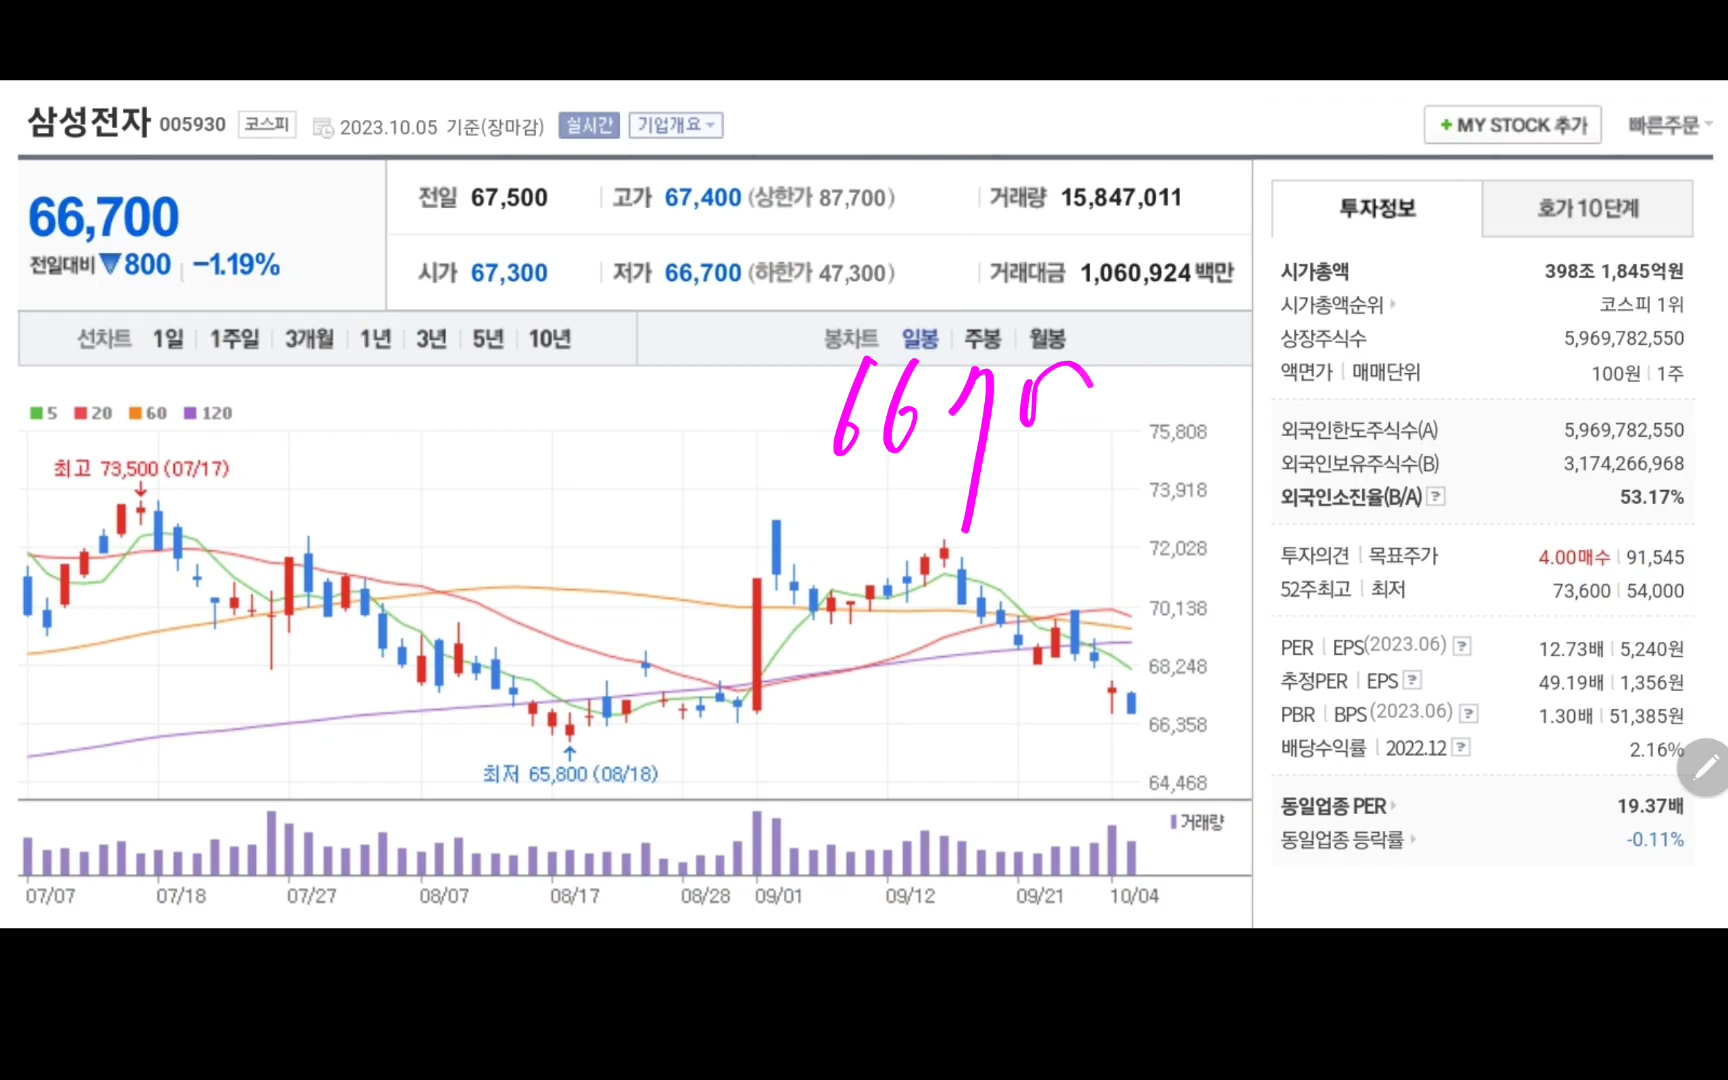 삼성전자 005930 코스피 2023.10.05 기준(장마감) 실시간 기업개요
+ MY STOCK 추가 빠른주문
66,700
전일대비 ▼800 -1.19%
전일 67,500 고가 67,400 (상한가 87,700) 거래량 15,847,011
시가 67,300 저가 66,700 (하한가 47,300) 거래대금 1,060,924 백만
선차트 1일 1주일 3개월 1년 3년 5년 10년
봉차트 일봉 주봉 월봉
5 20 60 120
최고 73,500 (07/17)
최저 65,800 (08/18)
75,808
73,918
72,028
70,138
68,248
66,358
64,468
거래량
07/07 07/18 07/27 08/07 08/17 08/28 09/01 09/12 09/21 10/04
투자정보 호가 10단계
시가총액 398조 1,845억원
시가총액순위 코스피 1위
상장주식수 5,969,782,550
액면가 매매단위 100원 1주
외국인한도주식수(A) 5,969,782,550
외국인보유주식수(B) 3,174,266,968
외국인소진율(B/A) ? 53.17%
투자의견 목표주가 4.00매수 91,545
52주최고 최저 73,600 54,000
PER EPS(2023.06) ? 12.73배 5,240원
추정PER EPS ? 49.19배 1,356원
PBR BPS(2023.06) ? 1.30배 51,385원
배당수익률 2022.12 ? 2.16%
동일업종 PER 19.37배
동일업종 등락률 -0.11%